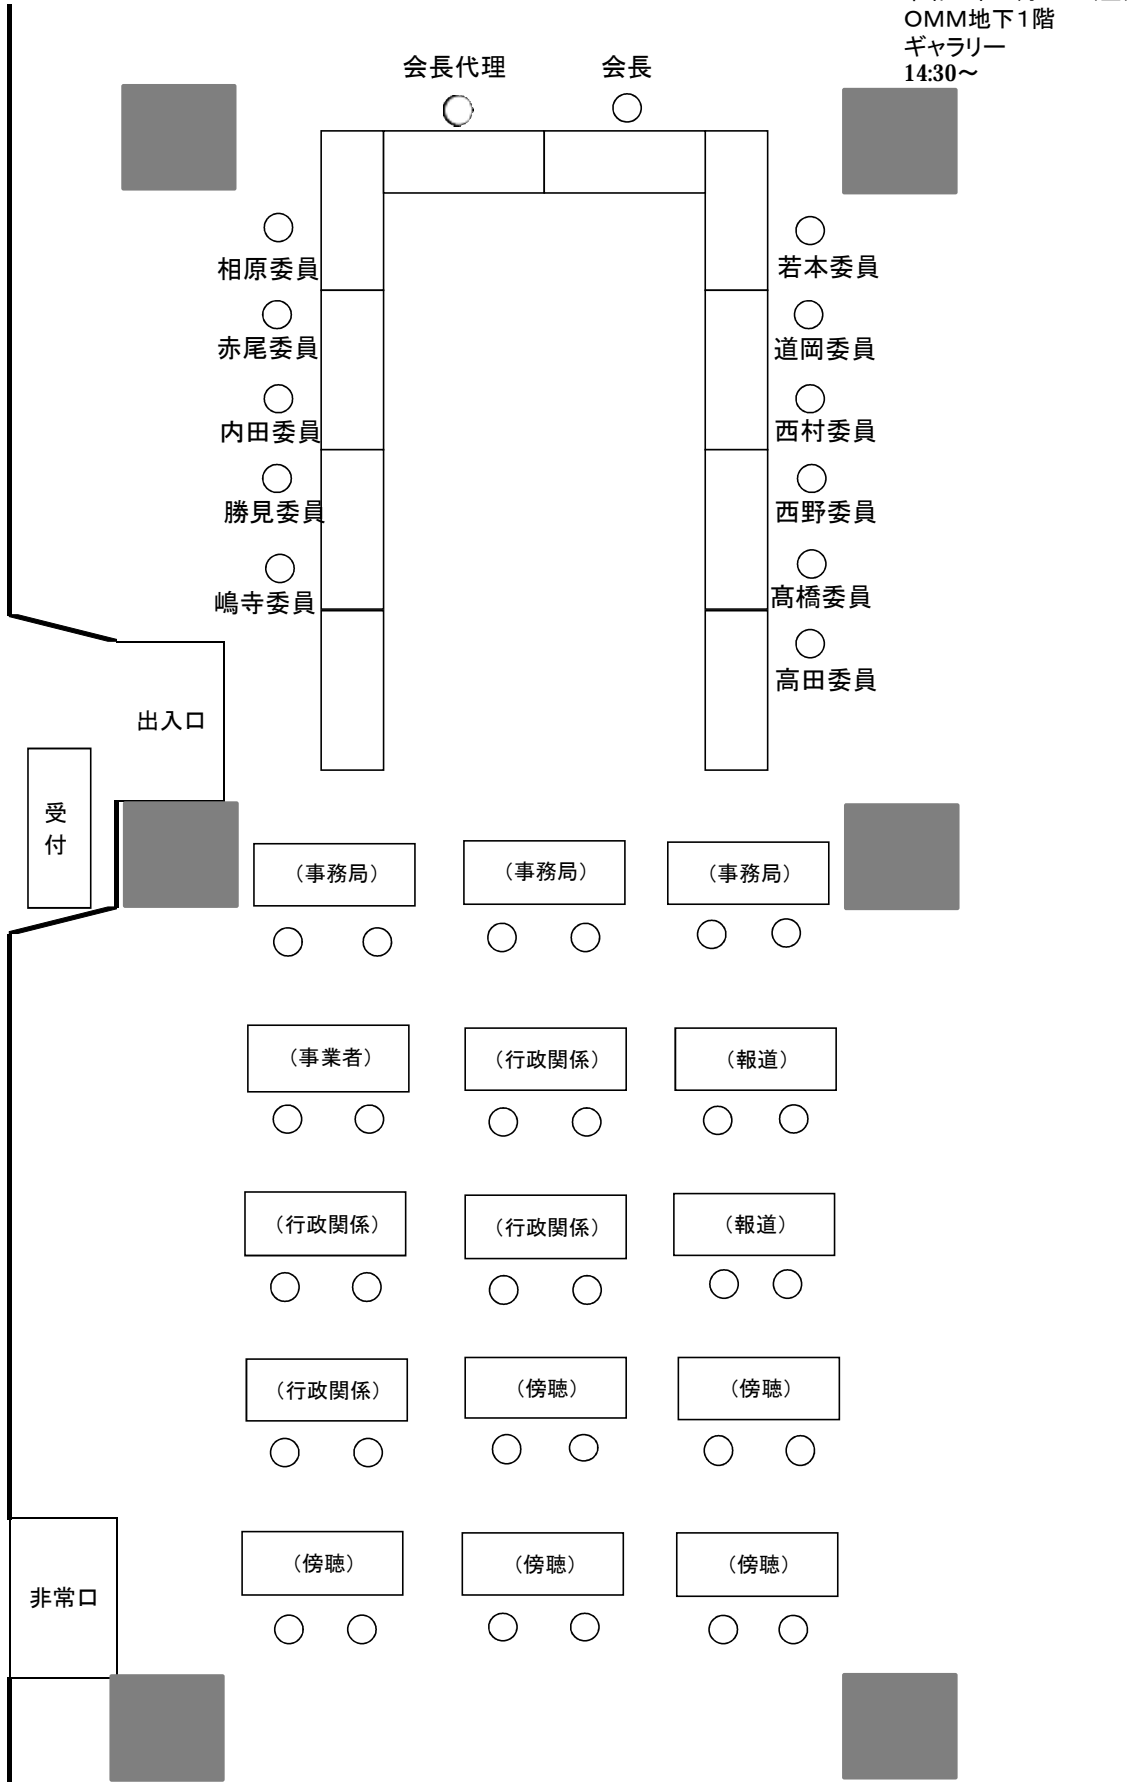 OMM地下1階
ギャラリー
14:30~
会長代理
会長
相原委員
若本委員
赤尾委員
道岡委員
内田委員
西村委員
勝見委員
西野委員
嶋寺委員
髙橋委員
高田委員
出入口
受付
(事務局)
(事務局)
(事務局)
(事業者)
(行政関係)
(報道)
(行政関係)
(行政関係)
(報道)
(行政関係)
(傍聴)
(傍聴)
(傍聴)
(傍聴)
(傍聴)
非常口